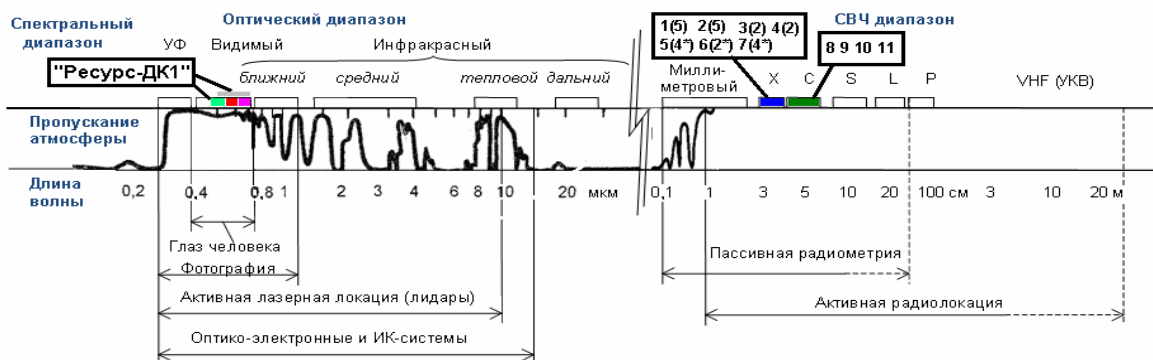 Спектральный диапазон
Оптический диапазон
СВЧ диапазон
УФ
Видимый
Инфракрасный
ближний
средний
тепловой
дальний
"Ресурс-ДК1"
1(5) 2(5) 3(2) 4(2)
5(4*) 6(2*) 7(4*)
8 9 10 11
Милли-
метровый
X
C
S
L
P
VHF (УКВ)
Пропускание
атмосферы
Длина
волны
0,2
0,4
0,8
1
2
3
4
6
8
10
20
мкм
0,1
1
3
5
10
20
100 см
3
10
20 м
Глаз человека
Фотография
Активная лазерная локация (лидары)
Оптико-электронные и ИК-системы
Пассивная радиометрия
Активная радиолокация